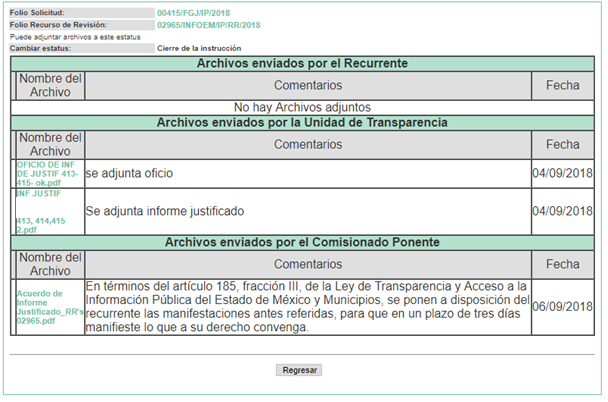 Folio Solicitud: 00415/FGJ/IP/2018
Folio Recurso de Revisión: 02965/INFOEM/IP/RR/2018
Puede adjuntar archivos a este estatus
Cambiar estatus: Cierre de la instrucción
Archivos enviados por el Recurrente
Nombre del Archivo Comentarios Fecha
No hay Archivos adjuntos
Archivos enviados por la Unidad de Transparencia
Nombre del Archivo Comentarios Fecha
OFICIO DE INF
DE JUSTIF 413-
415- ok.pdf
se adjunta oficio 04/09/2018
INF JUSTIF
413, 414,415
2.pdf
Se adjunta informe justificado 04/09/2018
Archivos enviados por el Comisionado Ponente
Nombre del Archivo Comentarios Fecha
Acuerdo de
Informe
Justificado_RR's
02965.pdf
En términos del artículo 185, fracción III, de la Ley de Transparencia y Acceso a la
Información Pública del Estado de México y Municipios, se ponen a disposición del
recurrente las manifestaciones antes referidas, para que en un plazo de tres días
manifieste lo que a su derecho convenga.
06/09/2018
Regresar